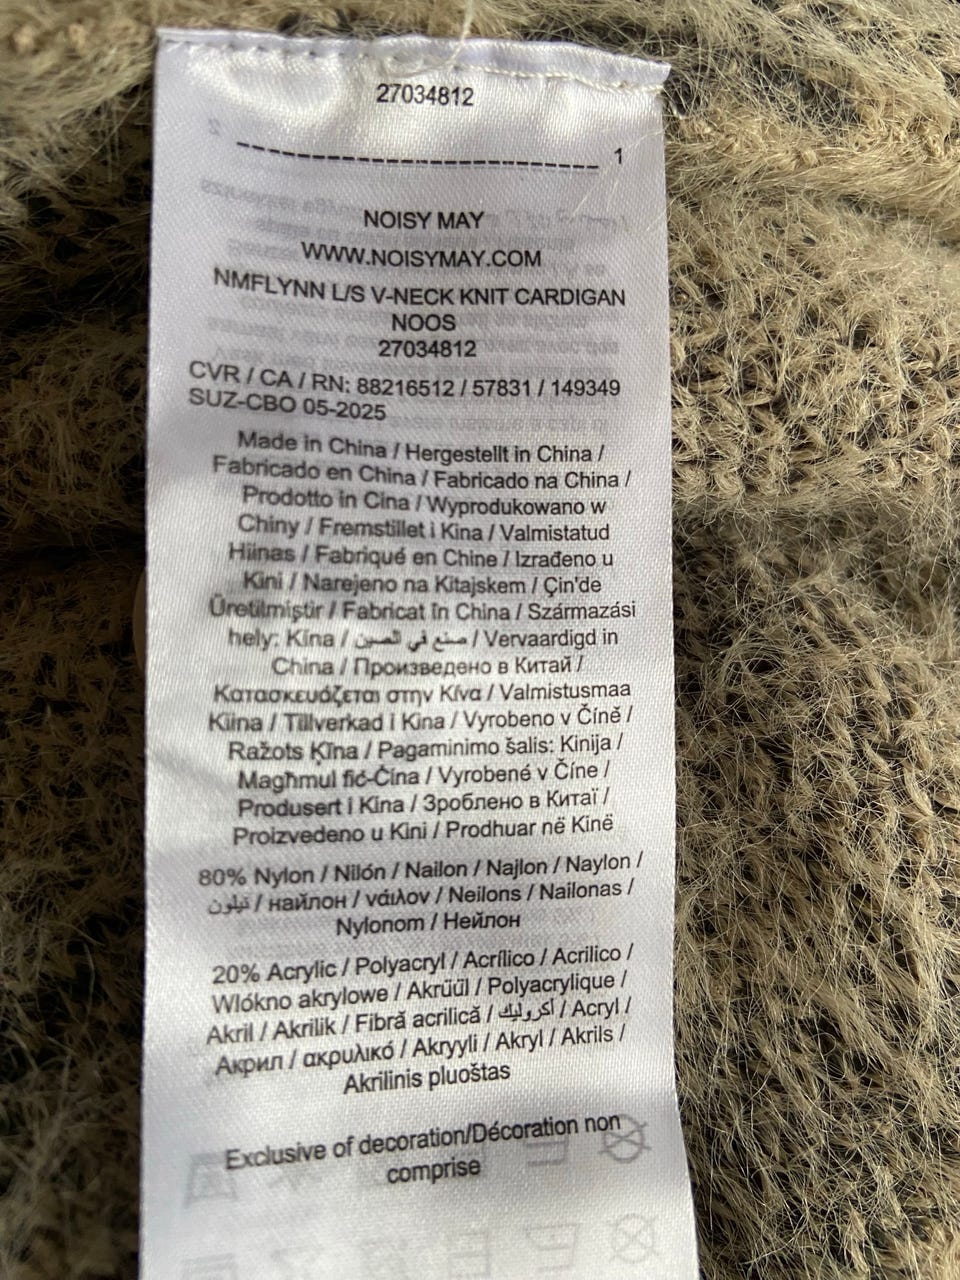 27034812
1
NOISY MAY
WWW.NOISYMAY.COM
NMFLYNN L/S V-NECK KNIT CARDIGAN
NOOS
27034812
CVR / CA / RN: 88216512 / 57831 / 149349
SUZ-CBO 05-2025
Made in China / Hergestellt in China /
Fabricado en China / Fabricado na China /
Prodotto in Cina / Wyprodukowano w
Chiny / Fremstillet i Kina / Valmistatud
Hiinas / Fabriqué en Chine / Izrađeno u
Kini / Narejeno na Kitajskem / Çin'de
Üretilmiştir / Fabricat în China / Származási
hely: Kína / صنع في الصين / Vervaardigd in
China / Произведено в Китай /
Κατασκευάζεται στην Κίνα / Valmistusmaa
Kiina / Tillverkad i Kina / Vyrobeno v Číně /
Ražots Ķīna / Pagaminimo šalis: Kinija /
Magħmul fić-Ċina / Vyrobené v Číne /
Produsert i Kina / Зроблено в Китаї /
Proizvedeno u Kini / Prodhuar në Kinë
80% Nylon / Nilón / Nailon / Najlon / Naylon /
نيلون / найлон / νάιλον / Neilons / Nailonas /
Nylonom / Нейлон
20% Acrylic / Polyacryl / Acrílico / Acrilico /
Wlókno akrylowe / Akrüül / Polyacrylique /
Akril / Akrilik / Fibră acrilică / أكروليك / Acryl /
Акрил / ακρυλικό / Akryyli / Akryl / Akrils /
Akrilinis pluoštas
Exclusive of decoration/Décoration non
comprise